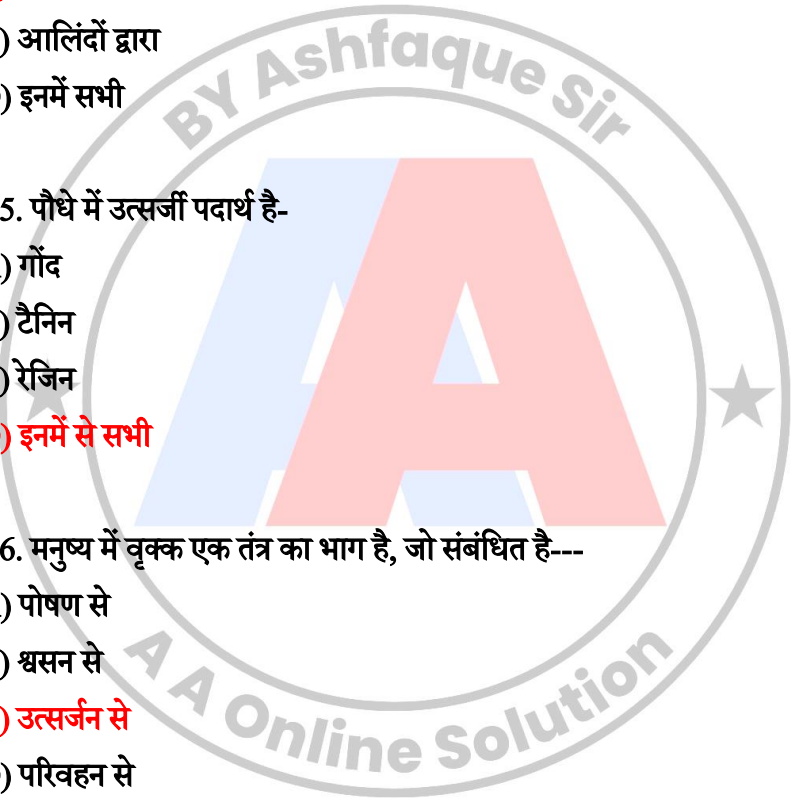 ) आलिंदों द्वारा
) इनमें सभी
5. पौधे में उत्सर्जी पदार्थ है-
) गोंद
) टैनिन
) रेजिन
) इनमें से सभी
6. मनुष्य में वृक्क एक तंत्र का भाग है, जो संबंधित है---
) पोषण से
) श्वसन से
) उत्सर्जन से
) परिवहन से
BY Ashfaque Sir
A A Online Solution